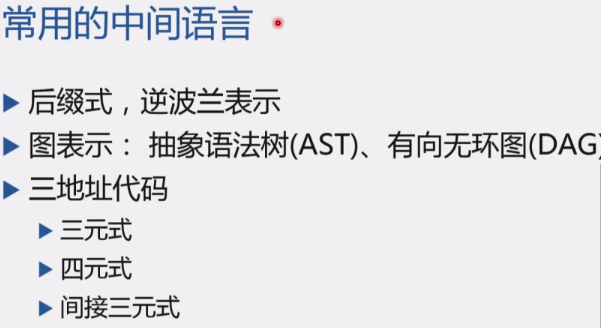 常用的中间语言
后缀式，逆波兰表示
图表示： 抽象语法树(AST)、有向无环图(DAG)
三地址代码
三元式
四元式
间接三元式